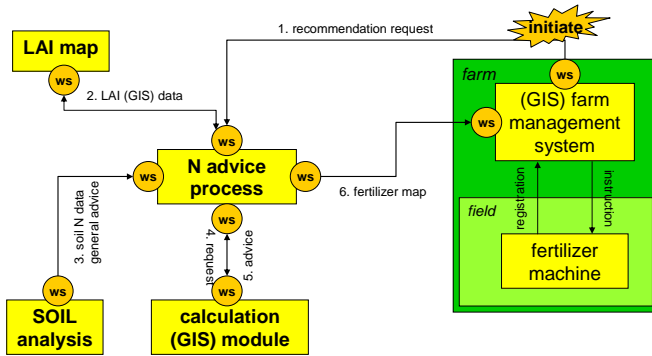 1. recommendation request
initiate
LAI map
ws
ws
farm
2. LAI (GIS) data
(GIS) farm
management
system
ws
ws
N advice
process
ws
ws
6. fertilizer map
registration
instruction
3. soil N data
general advice
ws
4. request
5. advice
field
fertilizer
machine
ws
ws
SOIL
analysis
calculation
(GIS) module